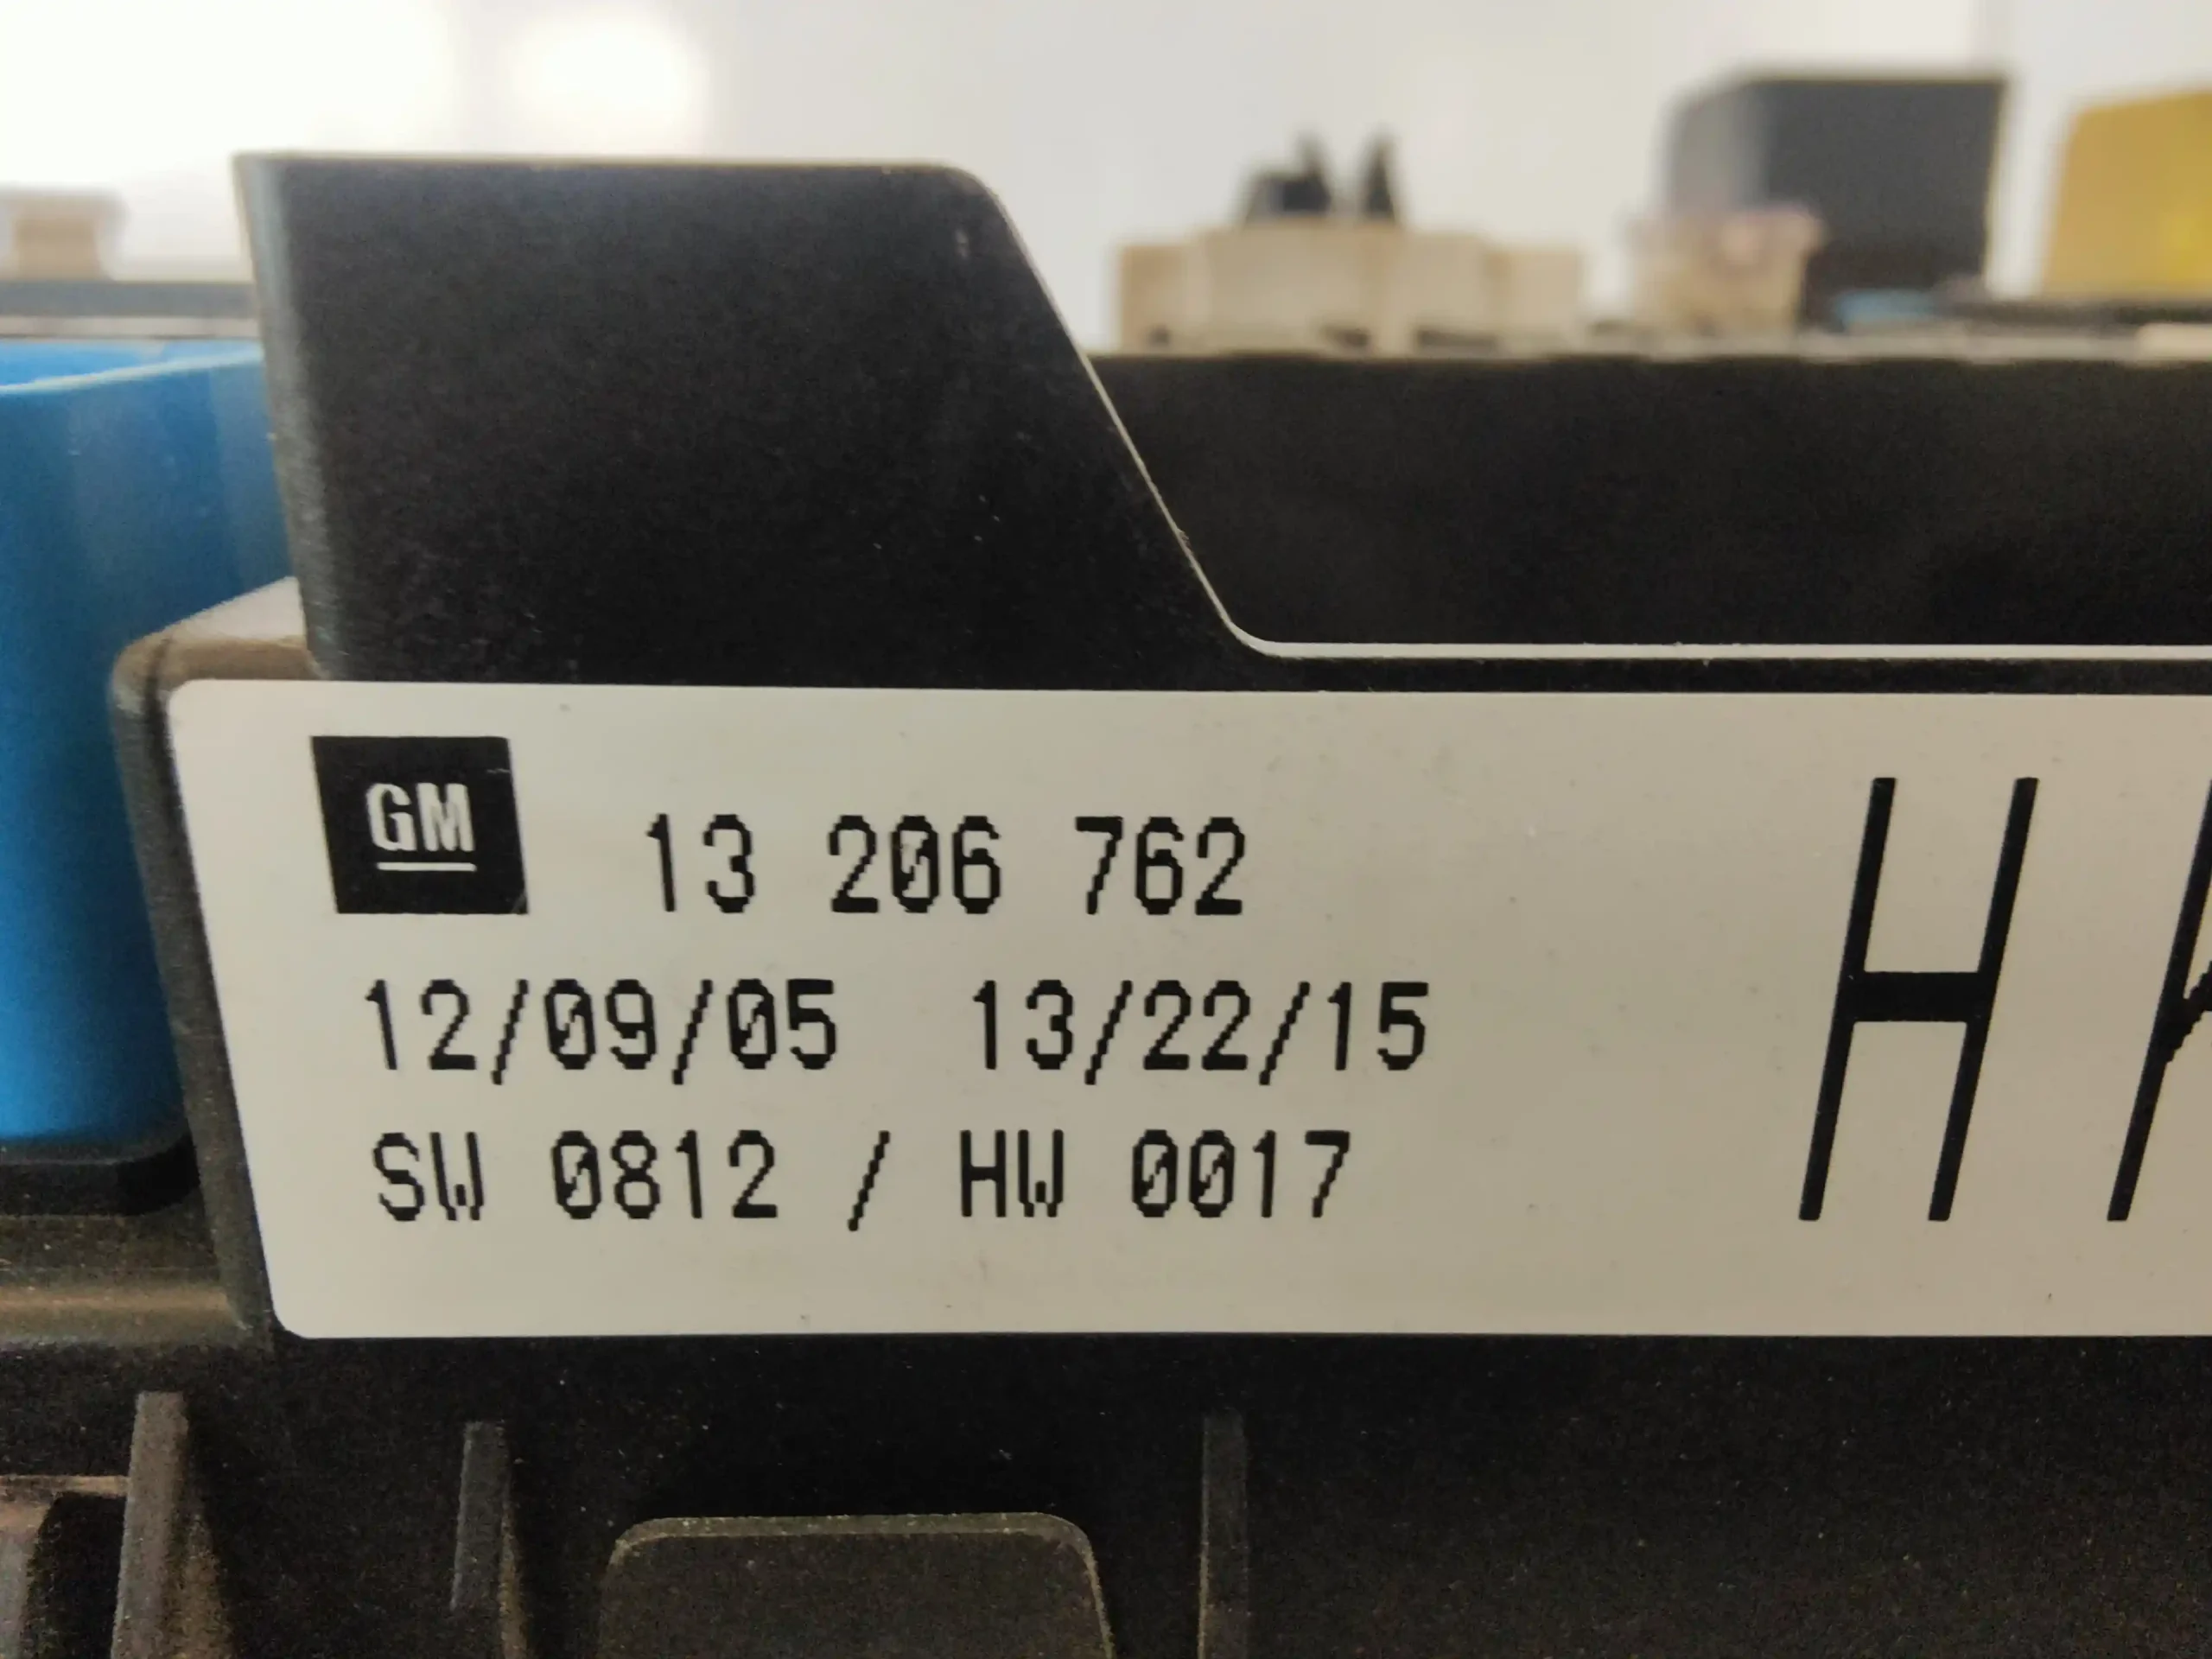 GM 13 206 762
12/09/05 13/22/15
SW 0812 / HW 0017
H